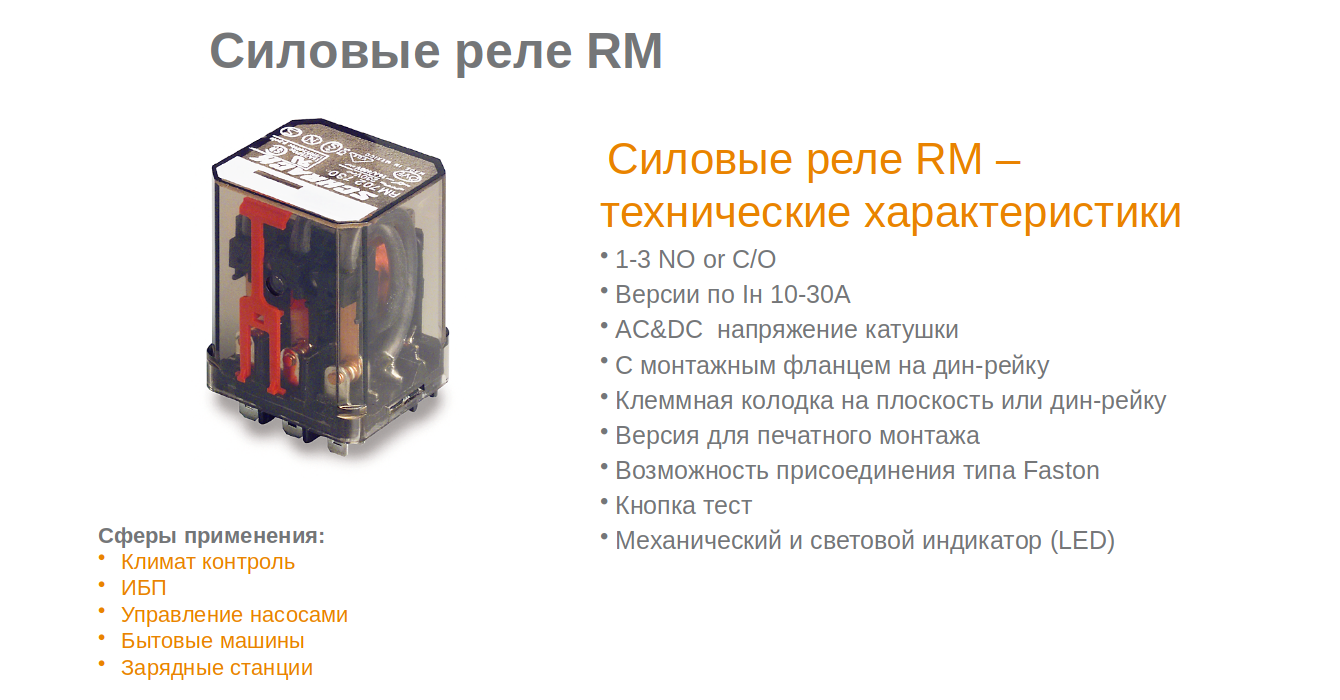 Силовые реле RM
Силовые реле RM –
технические характеристики
• 1-3 NO or C/O
• Версии по Iн 10-30А
• AC&DC  напряжение катушки
• С монтажным фланцем на дин-рейку
• Клеммная колодка на плоскость или дин-рейку
• Версия для печатного монтажа
• Возможность присоединения типа Faston
• Кнопка тест
• Механический и световой индикатор (LED)
Сферы применения:
• Климат контроль
• ИБП
• Управление насосами
• Бытовые машины
• Зарядные станции
SCHRACK